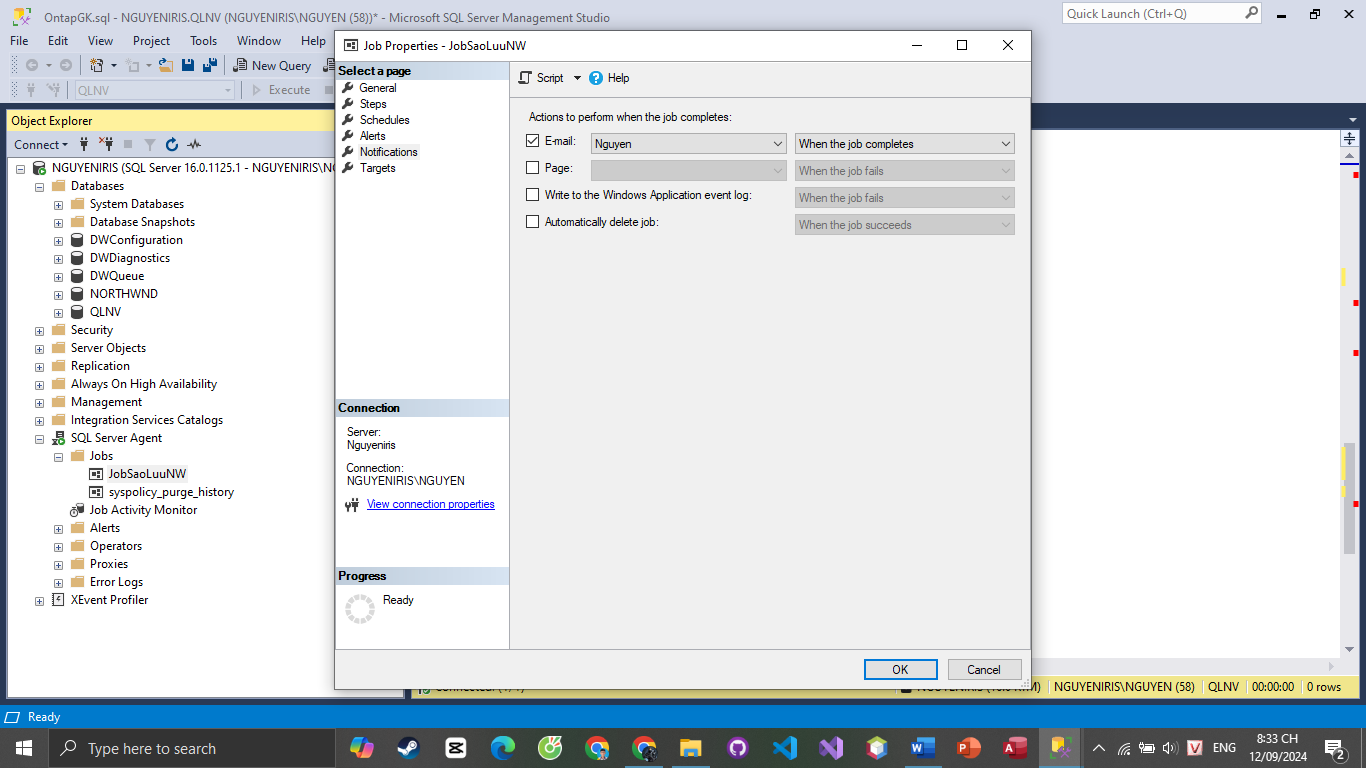 OntapGK.sql - NGUYENIRIS.QLNV (NGUYENIRIS\NGUYEN (58))* - Microsoft SQL Server Management Studio
Quick Launch (Ctrl+Q)
File Edit View Project Tools Window Help
New Query
QLNV
Execute
Object Explorer
Connect
NGUYENIRIS (SQL Server 16.0.1125.1 - NGUYENIRIS\N
Databases
System Databases
Database Snapshots
DWConfiguration
DWDiagnostics
DWQueue
NORTHWND
QLNV
Security
Server Objects
Replication
Always On High Availability
Management
Integration Services Catalogs
SQL Server Agent
Jobs
JobSaoLuuNW
syspolicy_purge_history
Job Activity Monitor
Alerts
Operators
Proxies
Error Logs
XEvent Profiler
Job Properties - JobSaoLuuNW
Select a page
General
Steps
Schedules
Alerts
Notifications
Targets
Connection
Server:
Nguyeniris
Connection:
NGUYENIRIS\NGUYEN
View connection properties
Progress
Ready
Script Help
Actions to perform when the job completes:
E-mail: Nguyen When the job completes
Page: When the job fails
Write to the Windows Application event log: When the job fails
Automatically delete job: When the job succeeds
OK Cancel
NGUYENIRIS\NGUYEN (58) QLNV 00:00:00 0 rows
Ready
Type here to search
ENG
8:33 CH
12/09/2024
2